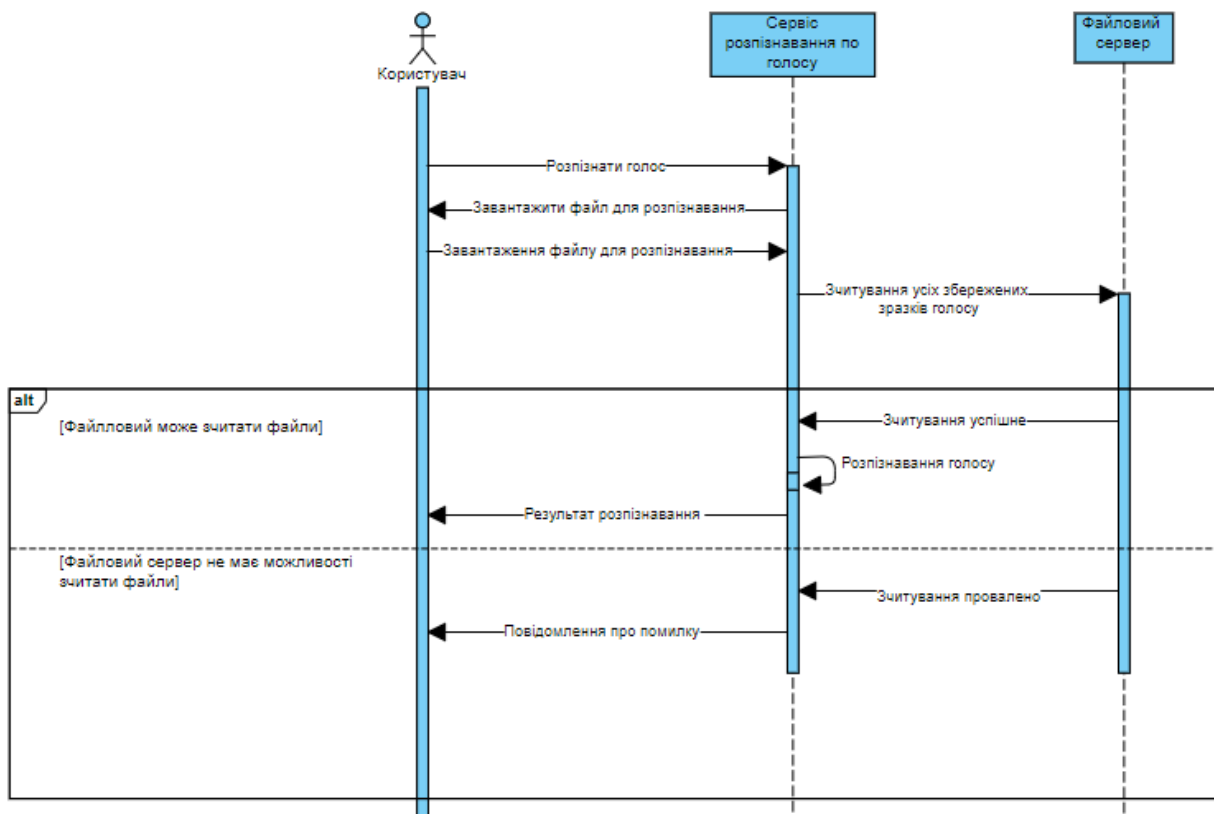 Користувач
Сервіс
розпізнавання по
голосу
Файловий
сервер
Розпізнати голос
Завантажити файл для розпізнавання
Завантаження файлу для розпізнавання
Зчитування усіх збережених
зразків голосу
alt
[Файлловий може зчитати файли]
Зчитування успішне
Розпізнавання голосу
Результат розпізнавання
[Файловий сервер не має можливості
зчитати файли]
Зчитування провалено
Повідомлення про помилку